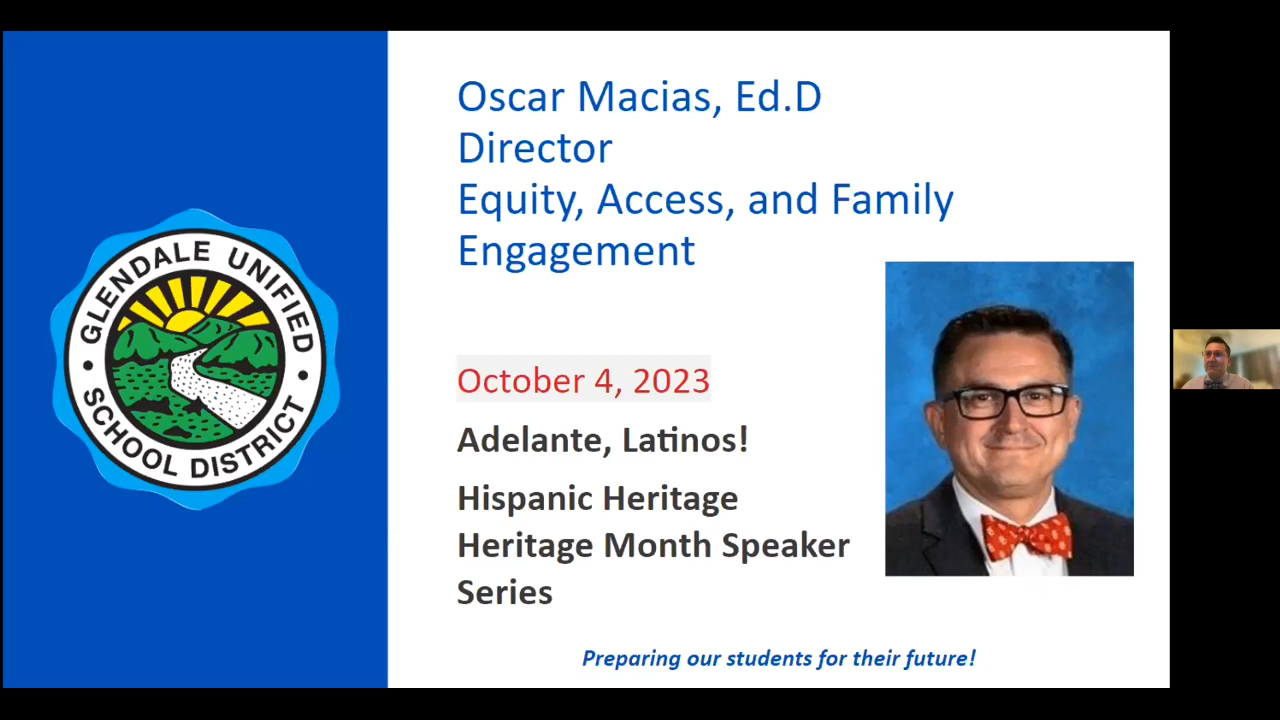 Oscar Macias, Ed.D
Director
Equity, Access, and Family
Engagement
October 4, 2023
Adelante, Latinos!
Hispanic Heritage
Heritage Month Speaker
Series
Preparing our students for their future!
GLENDALE UNIFIED
SCHOOL DISTRICT